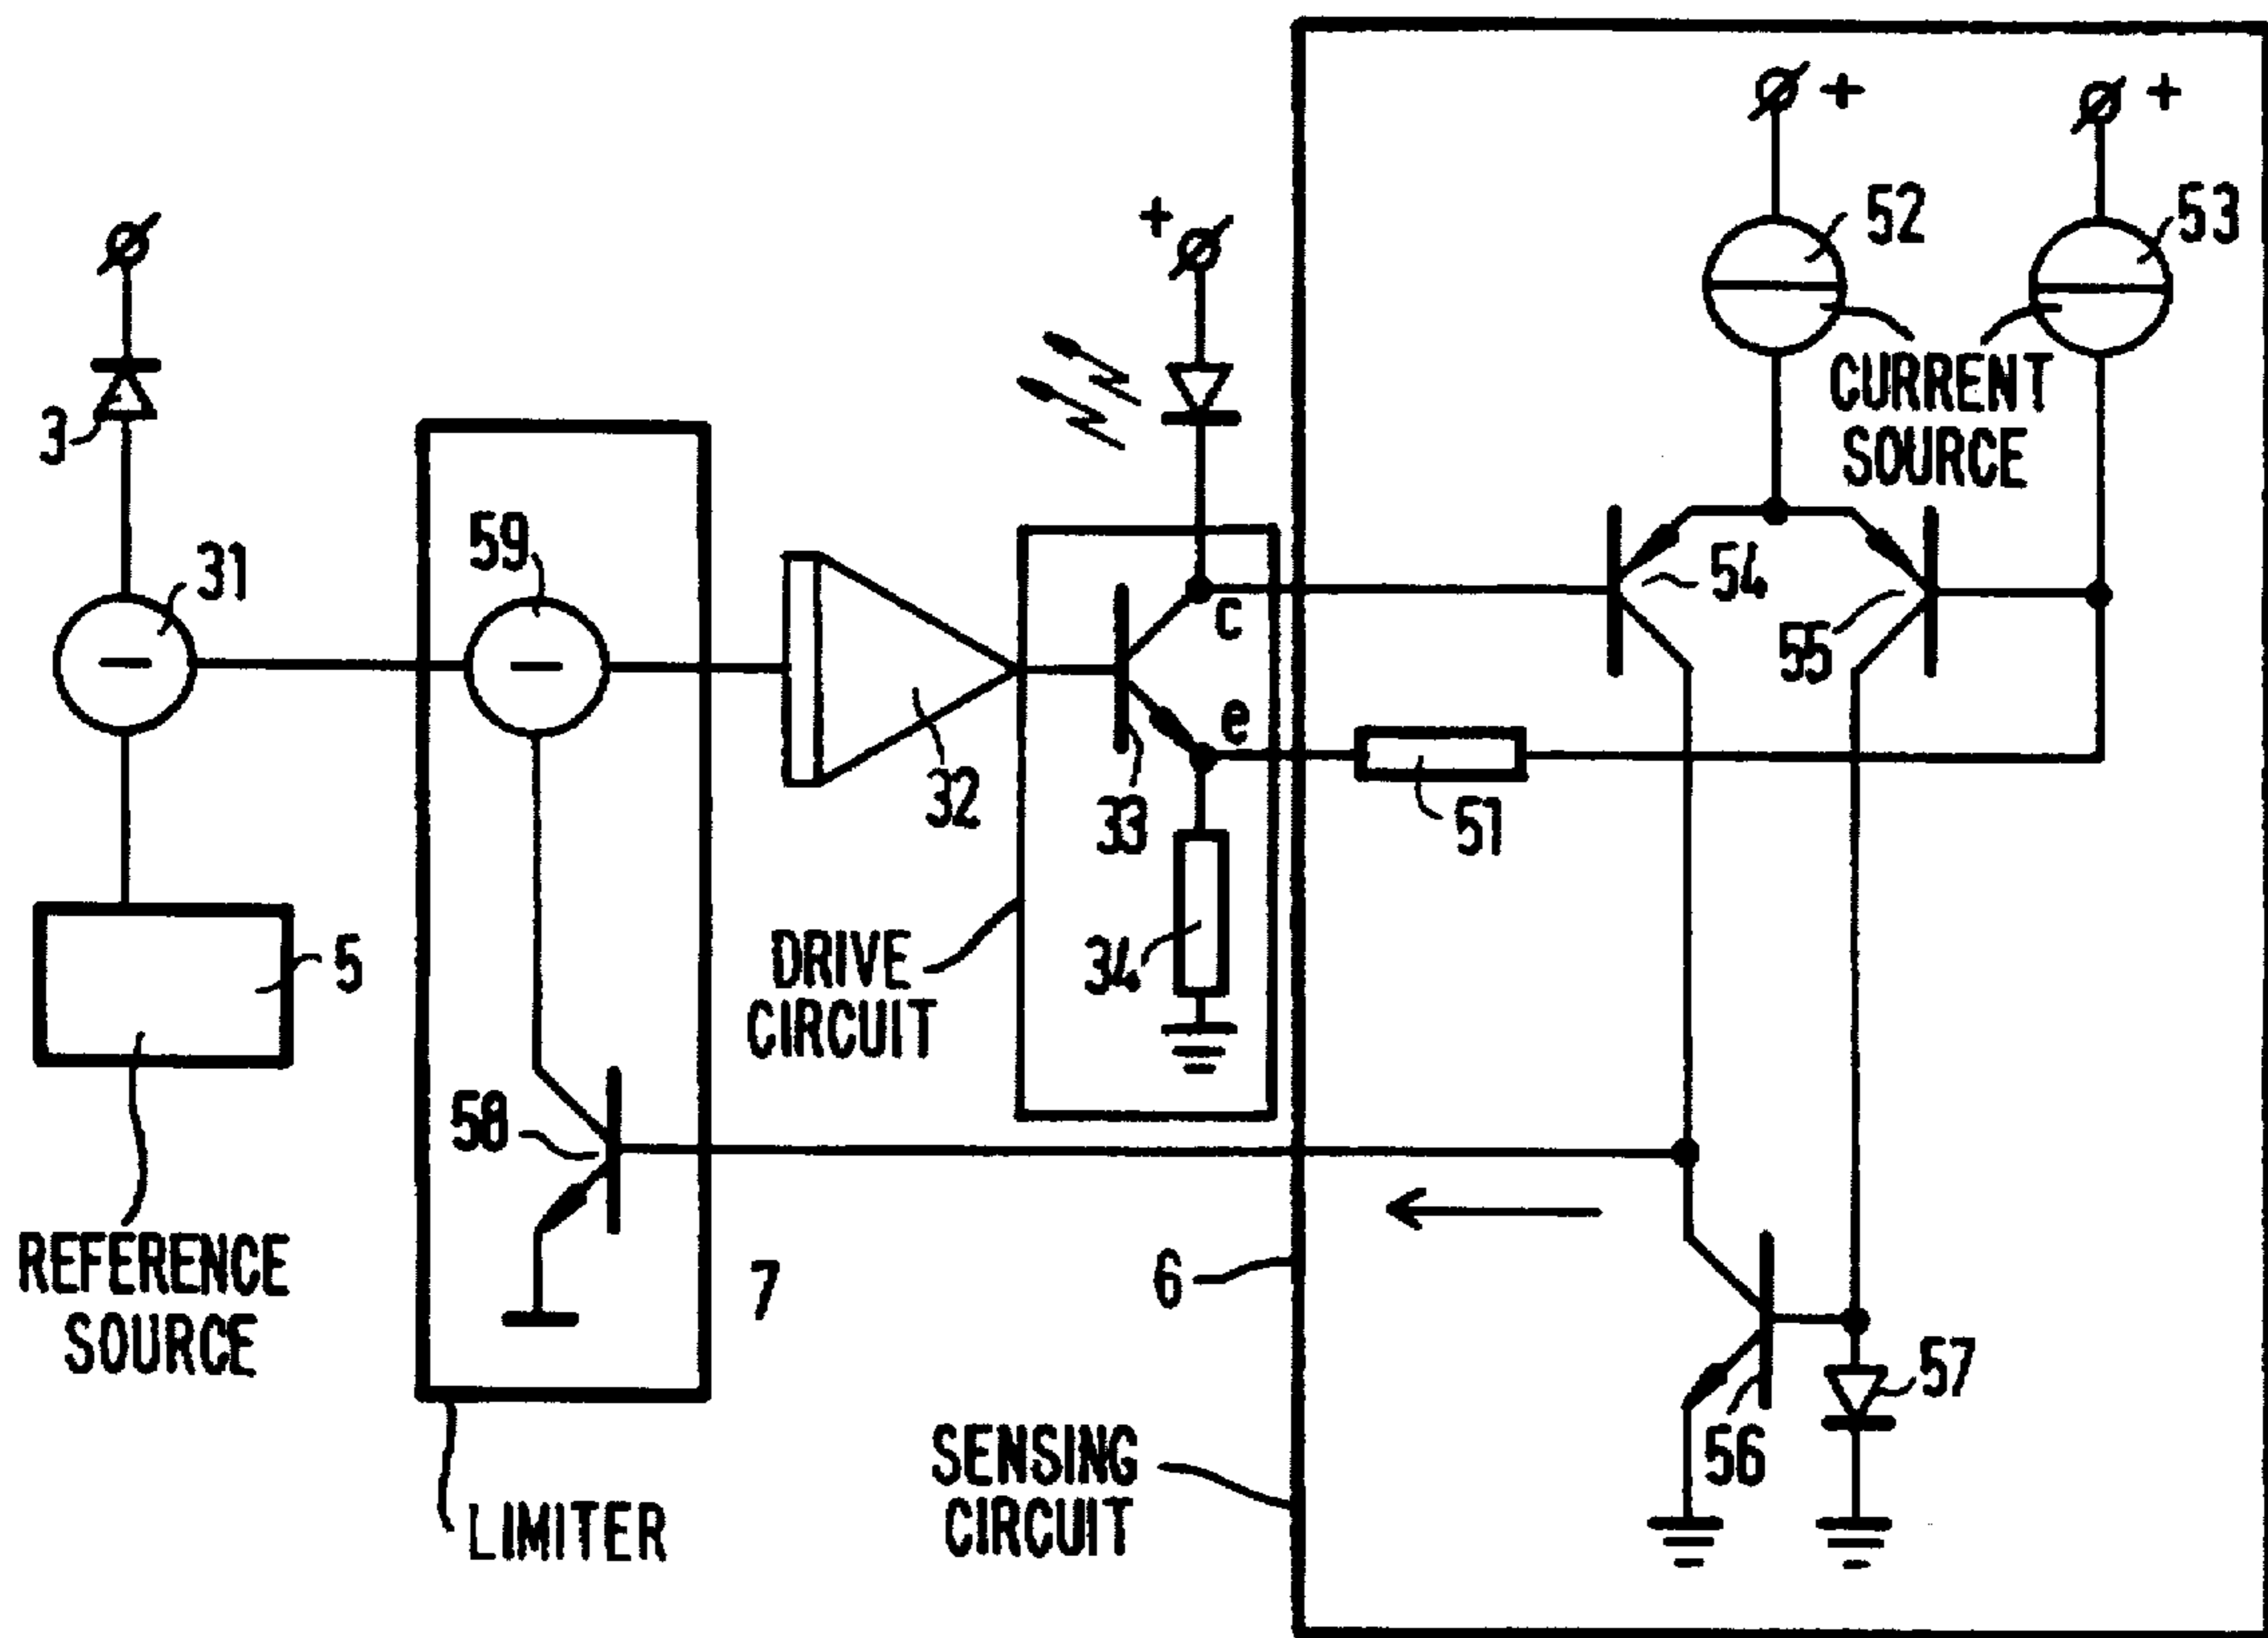 +
+
52
53
+
CURRENT
SOURCE
3
59
31
54
c
55
e
32
33
51
5
DRIVE
CIRCUIT
34
58
REFERENCE
SOURCE
7
6
57
56
SENSING
CIRCUIT
LIMITER